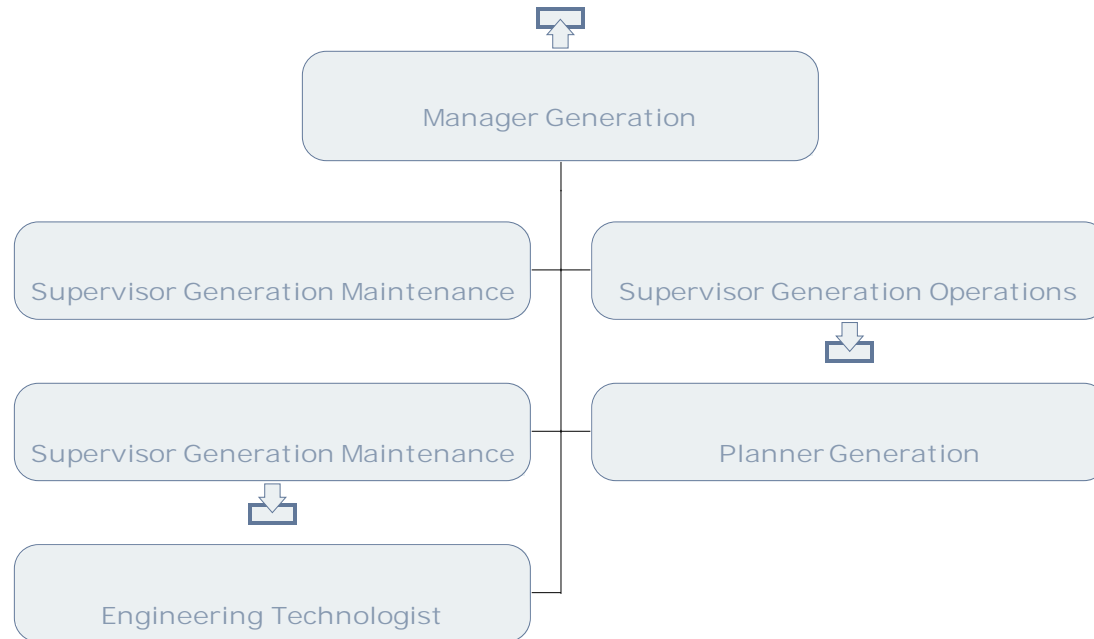 Manager Generation
Supervisor Generation Maintenance
Supervisor Generation Operations
Supervisor Generation Maintenance
Planner Generation
Engineering Technologist